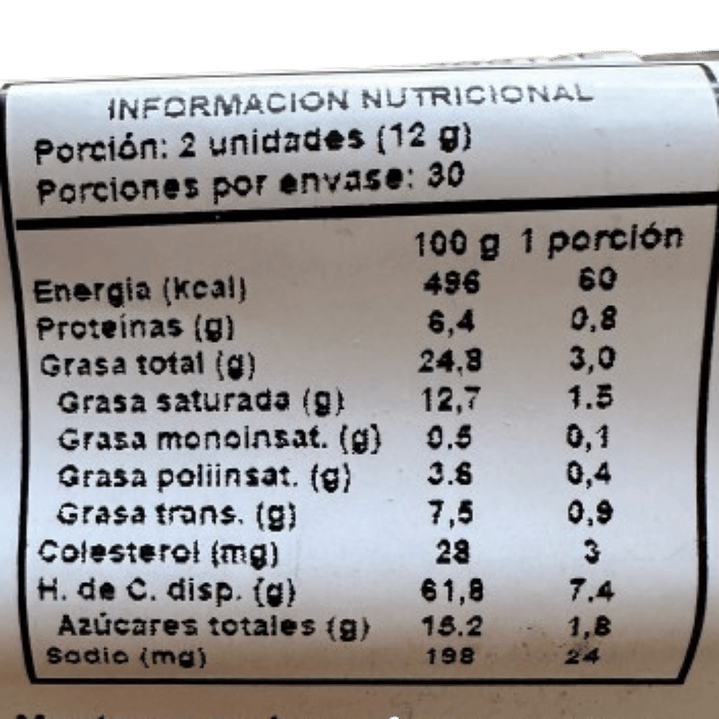 INFORMACION NUTRICIONAL
Porción: 2 unidades (12 g)
Porciones por envase: 30
100 g 1 porción
Energia (kcal) 496 60
Proteínas (g) 6,4 0,8
Grasa total (g) 24,8 3,0
Grasa saturada (g) 12,7 1.5
Grasa monoinsat. (g) 0.5 0,1
Grasa poliinsat. (g) 3.6 0,4
Grasa trans. (g) 7,5 0,9
Colesterol (mg) 28 3
H. de C. disp. (g) 61,8 7.4
Azúcares totales (g) 15.2 1,8
Sodio (mg) 198 24